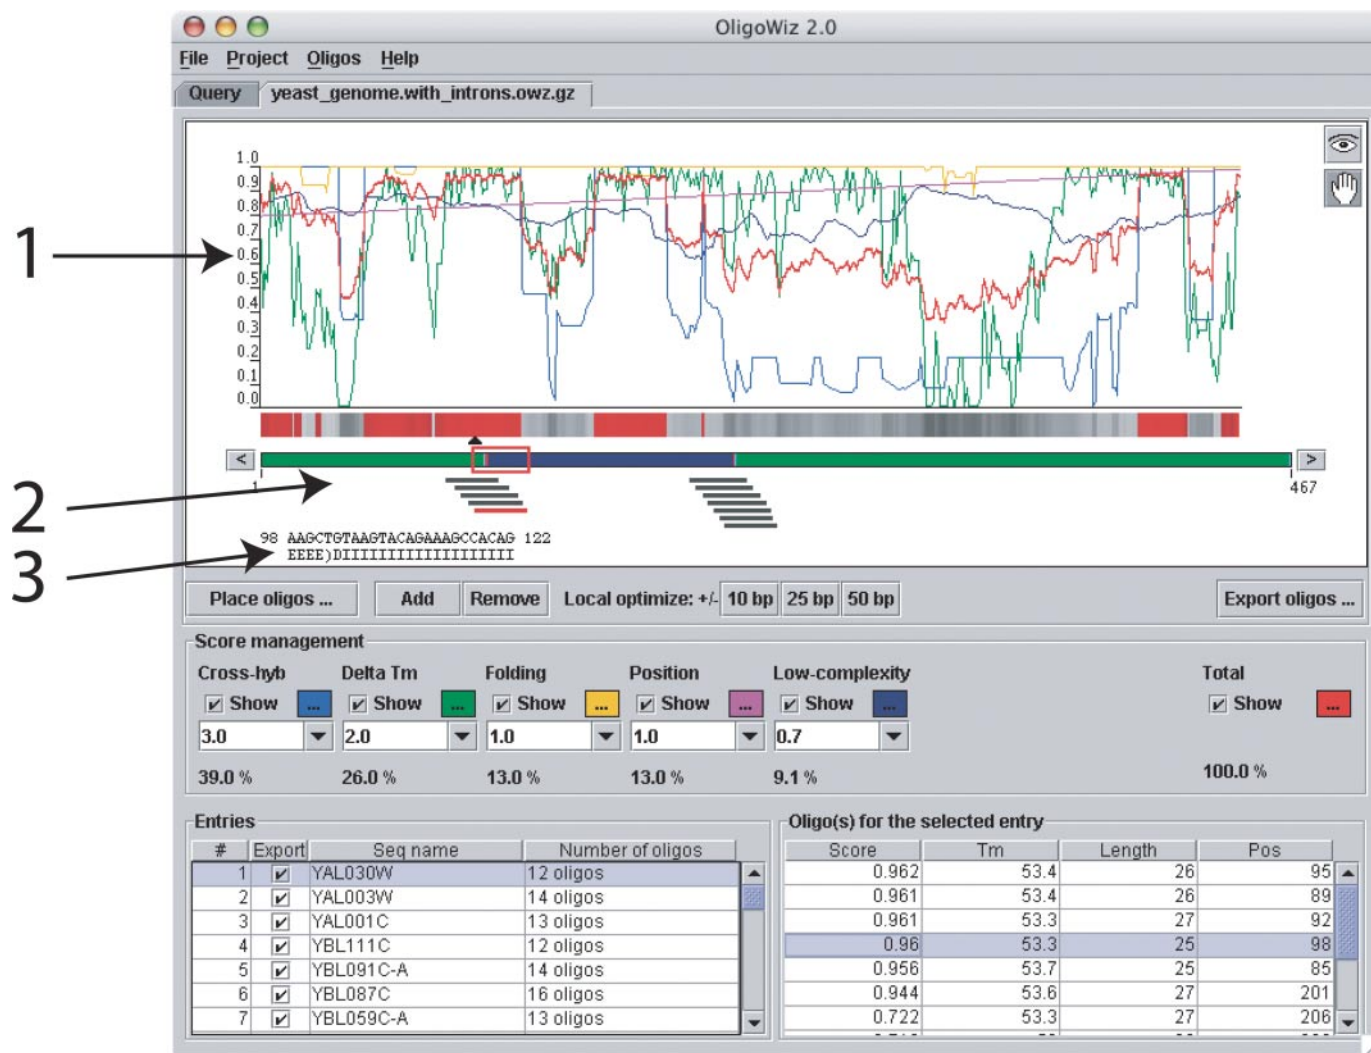 OligoWiz 2.0
File Project Oligos Help
Query yeast_genome.with_introns.owz.gz
1.0
0.9
0.8
0.7
1 0.6
0.5
0.4
0.3
0.2
0.1
0.0
< >
1 467
2
98 AAGCTGTAAGTACAGAAAGCCACAG 122
3 EEEE)DIIIIIIIIIIIIIIIIIII
Place oligos ... Add Remove Local optimize: +/- 10 bp 25 bp 50 bp Export oligos ...
Score management
Cross-hyb Delta Tm Folding Position Low-complexity Total
Show ... Show ... Show ... Show ... Show ... Show ...
3.0 2.0 1.0 1.0 0.7
39.0 % 26.0 % 13.0 % 13.0 % 9.1 % 100.0 %
Entries Oligo(s) for the selected entry
# Export Seq name Number of oligos Score Tm Length Pos
1 YAL030W 12 oligos 0.962 53.4 26 95
2 YAL003W 14 oligos 0.961 53.4 26 89
3 YAL001C 13 oligos 0.961 53.3 27 92
4 YBL111C 12 oligos 0.96 53.3 25 98
5 YBL091C-A 14 oligos 0.956 53.7 25 85
6 YBL087C 16 oligos 0.944 53.6 27 201
7 YBL059C-A 13 oligos 0.722 53.3 27 206